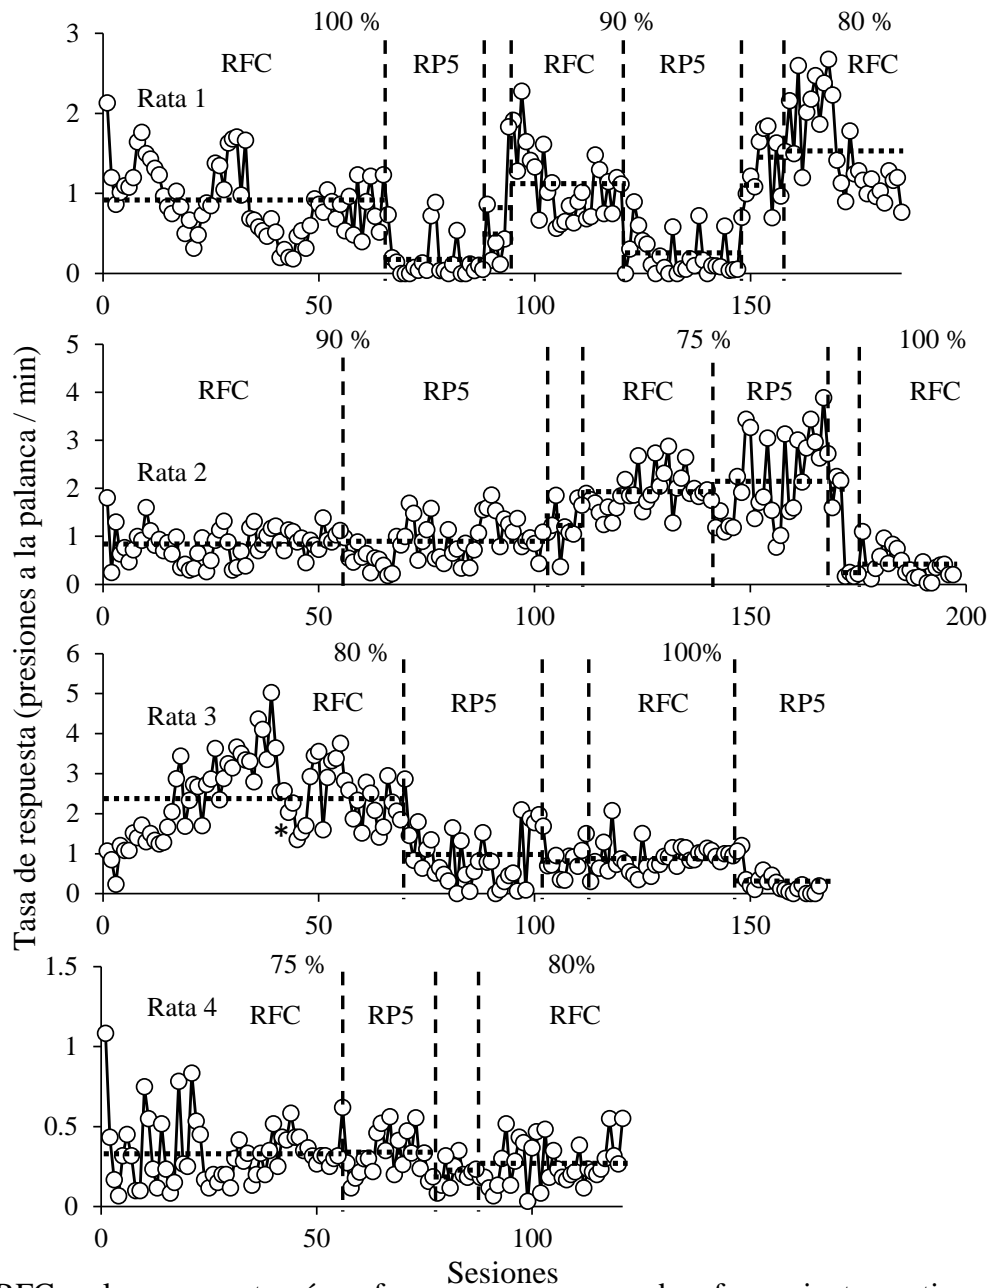 100 %
90 %
80 %
3
RFC
RP5
RFC
RP5
RFC
Rata 1
2
1
0
0
50
100
150
90 %
75 %
100 %
5
RFC
RP5
RFC
RP5
RFC
4
3
Rata 2
2
1
0
0
50
100
150
200
Tasa de respuesta (presiones a la palanca / min)
80 %
100%
6
RFC
RP5
RFC
RP5
5
Rata 3
4
3
2
*
1
0
0
50
100
150
75 %
80%
1.5
Rata 4
RFC
RP5
RFC
1
0.5
0
0
50
100
Sesiones